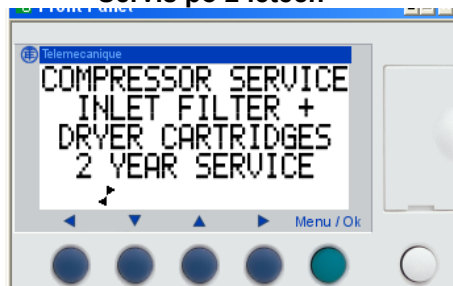 Servis po 2 letech
Front Panel
Telemecanique
COMPRESSOR SERVICE
INLET FILTER +
DRYER CARTRIDGES
2 YEAR SERVICE
Menu / Ok